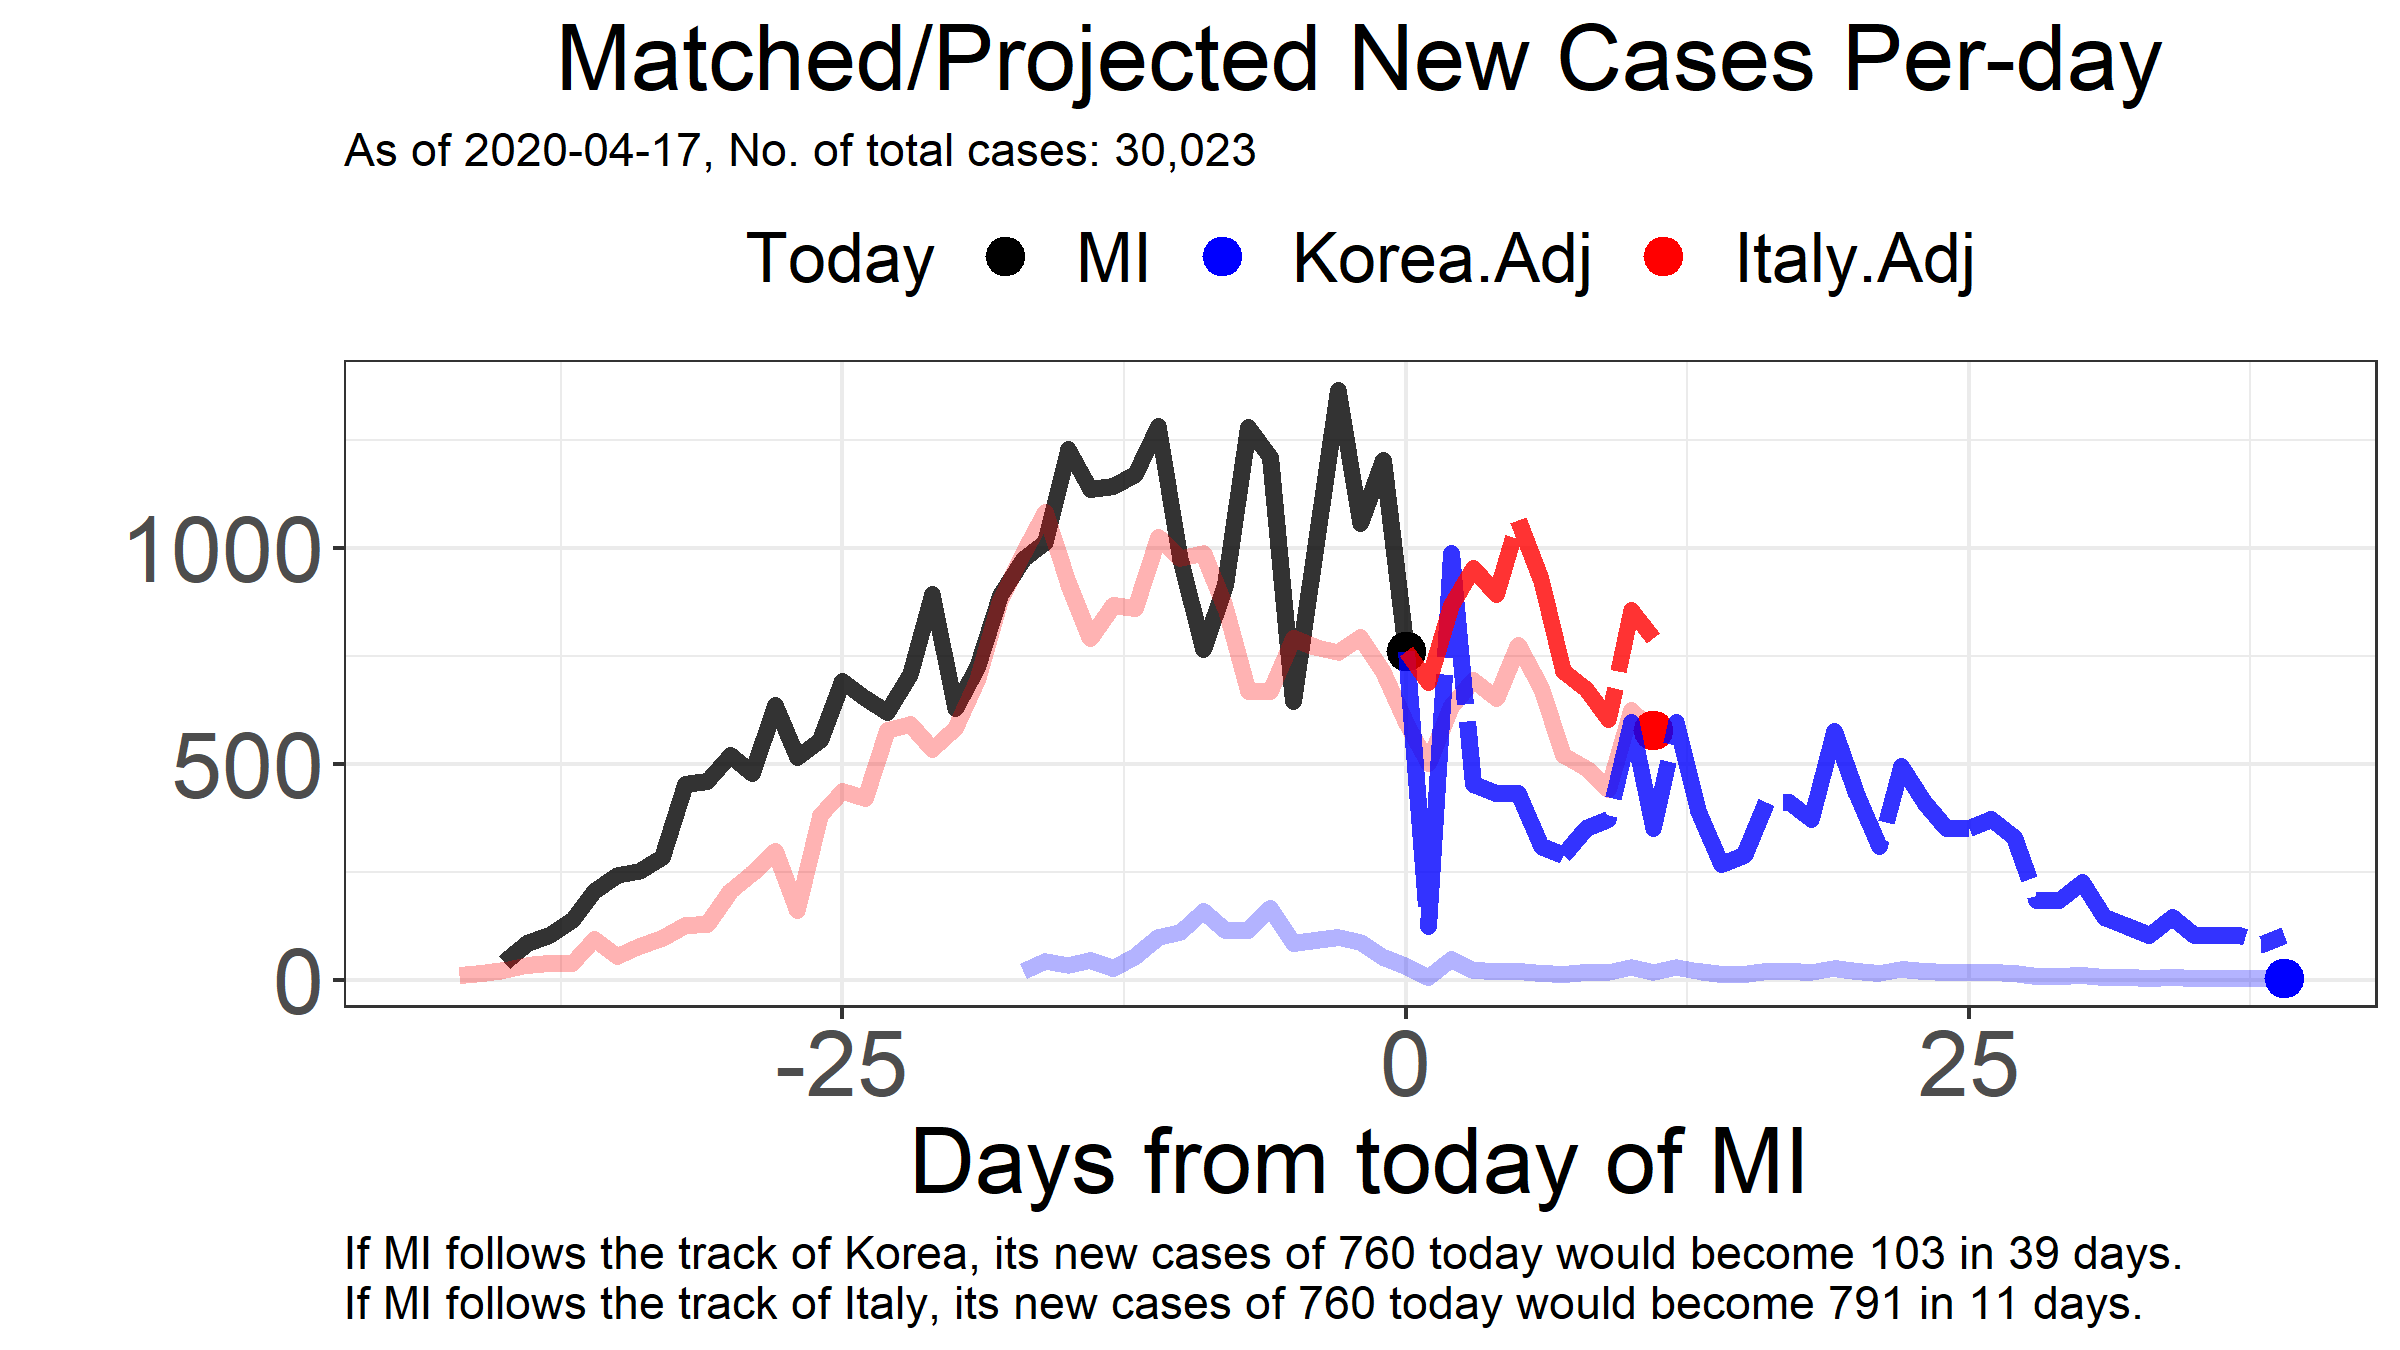 Matched/Projected New Cases Per-day
As of 2020-04-17, No. of total cases: 30,023
Today MI Korea.Adj Italy.Adj
1000
500
0
-25 0 25
Days from today of MI
If MI follows the track of Korea, its new cases of 760 today would become 103 in 39 days.
If MI follows the track of Italy, its new cases of 760 today would become 791 in 11 days.